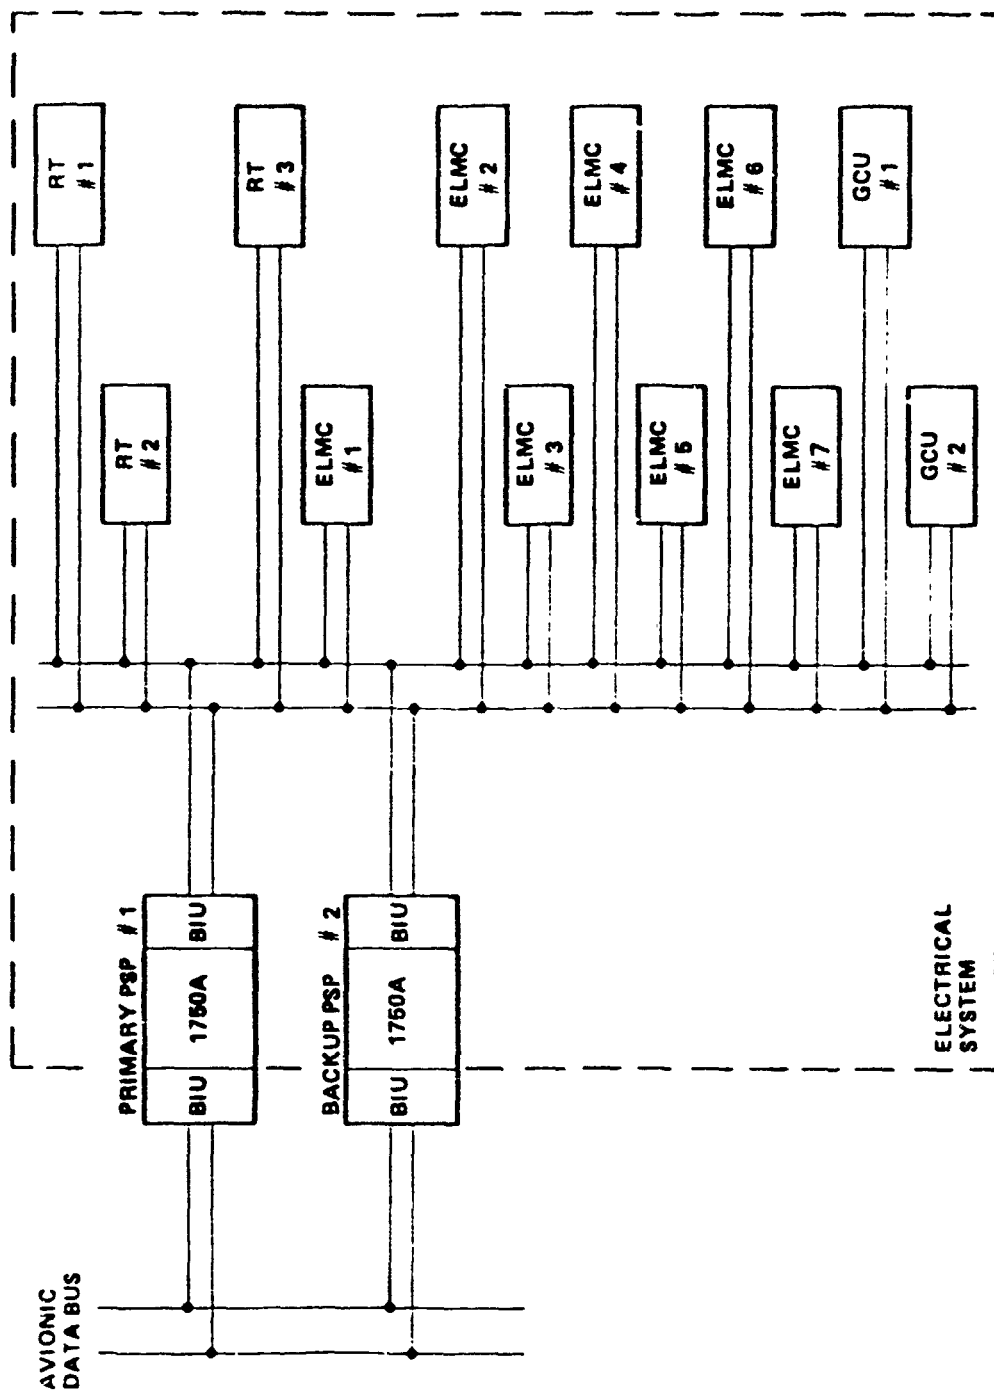 AVIONIC
DATA BUS
PRIMARY PSP #1
BIU
1750A
BIU
BACKUP PSP #2
BIU
1750A
BIU
RT
#1
RT
#2
RT
#3
ELMC
#1
ELMC
#2
ELMC
#3
ELMC
#4
ELMC
#5
ELMC
#6
ELMC
#7
GCU
#1
GCU
#2
ELECTRICAL
SYSTEM